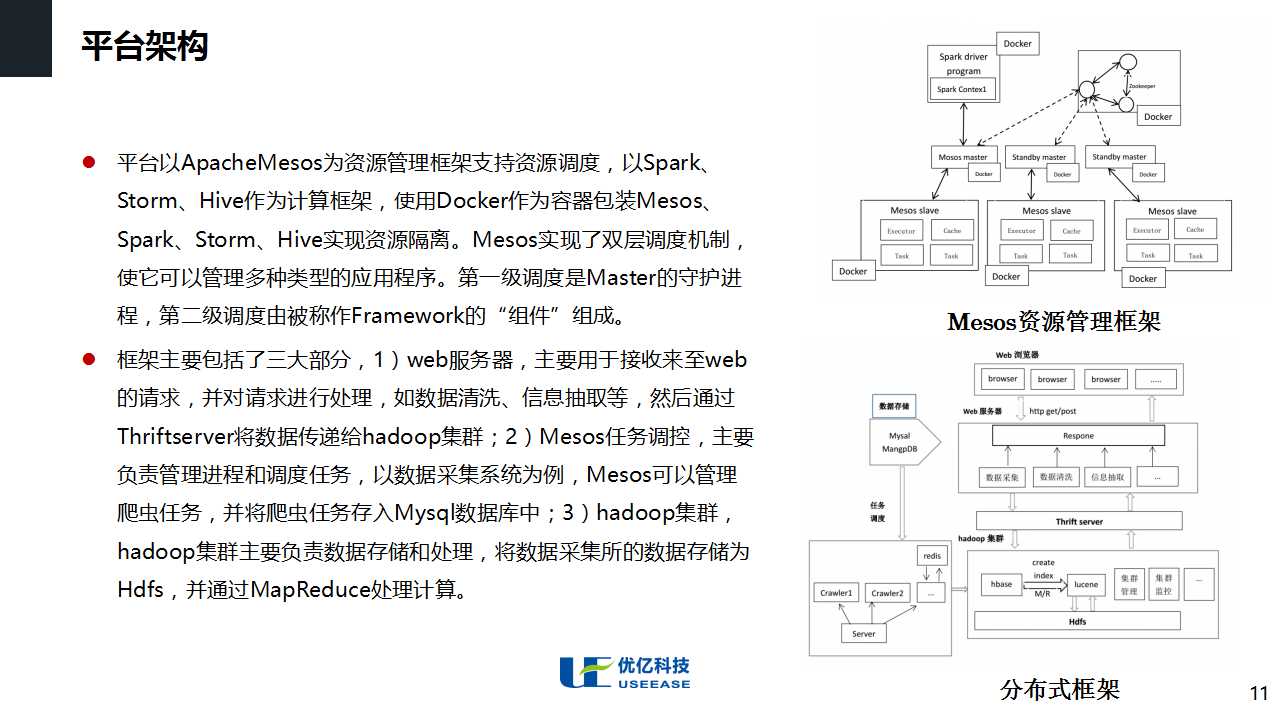 平台架构
平台以ApacheMesos为资源管理框架支持资源调度，以Spark、
Storm、Hive作为计算框架，使用Docker作为容器包装Mesos、
Spark、Storm、Hive实现资源隔离。Mesos实现了双层调度机制，
使它可以管理多种类型的应用程序。第一级调度是Master的守护进
程，第二级调度由被称作Framework的“组件”组成。
框架主要包括了三大部分，1）web服务器，主要用于接收来至web
的请求，并对请求进行处理，如数据清洗、信息抽取等，然后通过
Thriftserver将数据传递给hadoop集群；2）Mesos任务调控，主要
负责管理进程和调度任务，以数据采集系统为例，Mesos可以管理
爬虫任务，并将爬虫任务存入Mysql数据库中；3）hadoop集群，
hadoop集群主要负责数据存储和处理，将数据采集所的数据存储为
Hdfs，并通过MapReduce处理计算。
Docker
Spark driver
program
Spark Contex1
Zookeeper
Docker
Mosos master
Docker
Standby master
Docker
Standby master
Docker
Mesos slave
Executor
Cache
Task
Task
Docker
Mesos slave
Executor
Cache
Task
Task
Docker
Mesos slave
Executor
Cache
Task
Task
Docker
Mesos资源管理框架
Web 浏览器
browser
browser
browser
.....
Web 服务器
http get/post
数据存储
Mysal
MangpDB
Respone
数据采集
数据清洗
信息抽取
...
任务
调度
Thrift server
hadoop 集群
redis
Crawler1
Crawler2
...
Server
hbase
create
index
M/R
lucene
集群
管理
集群
监控
...
Hdfs
分布式框架
UE
优亿科技
USEEASE
11